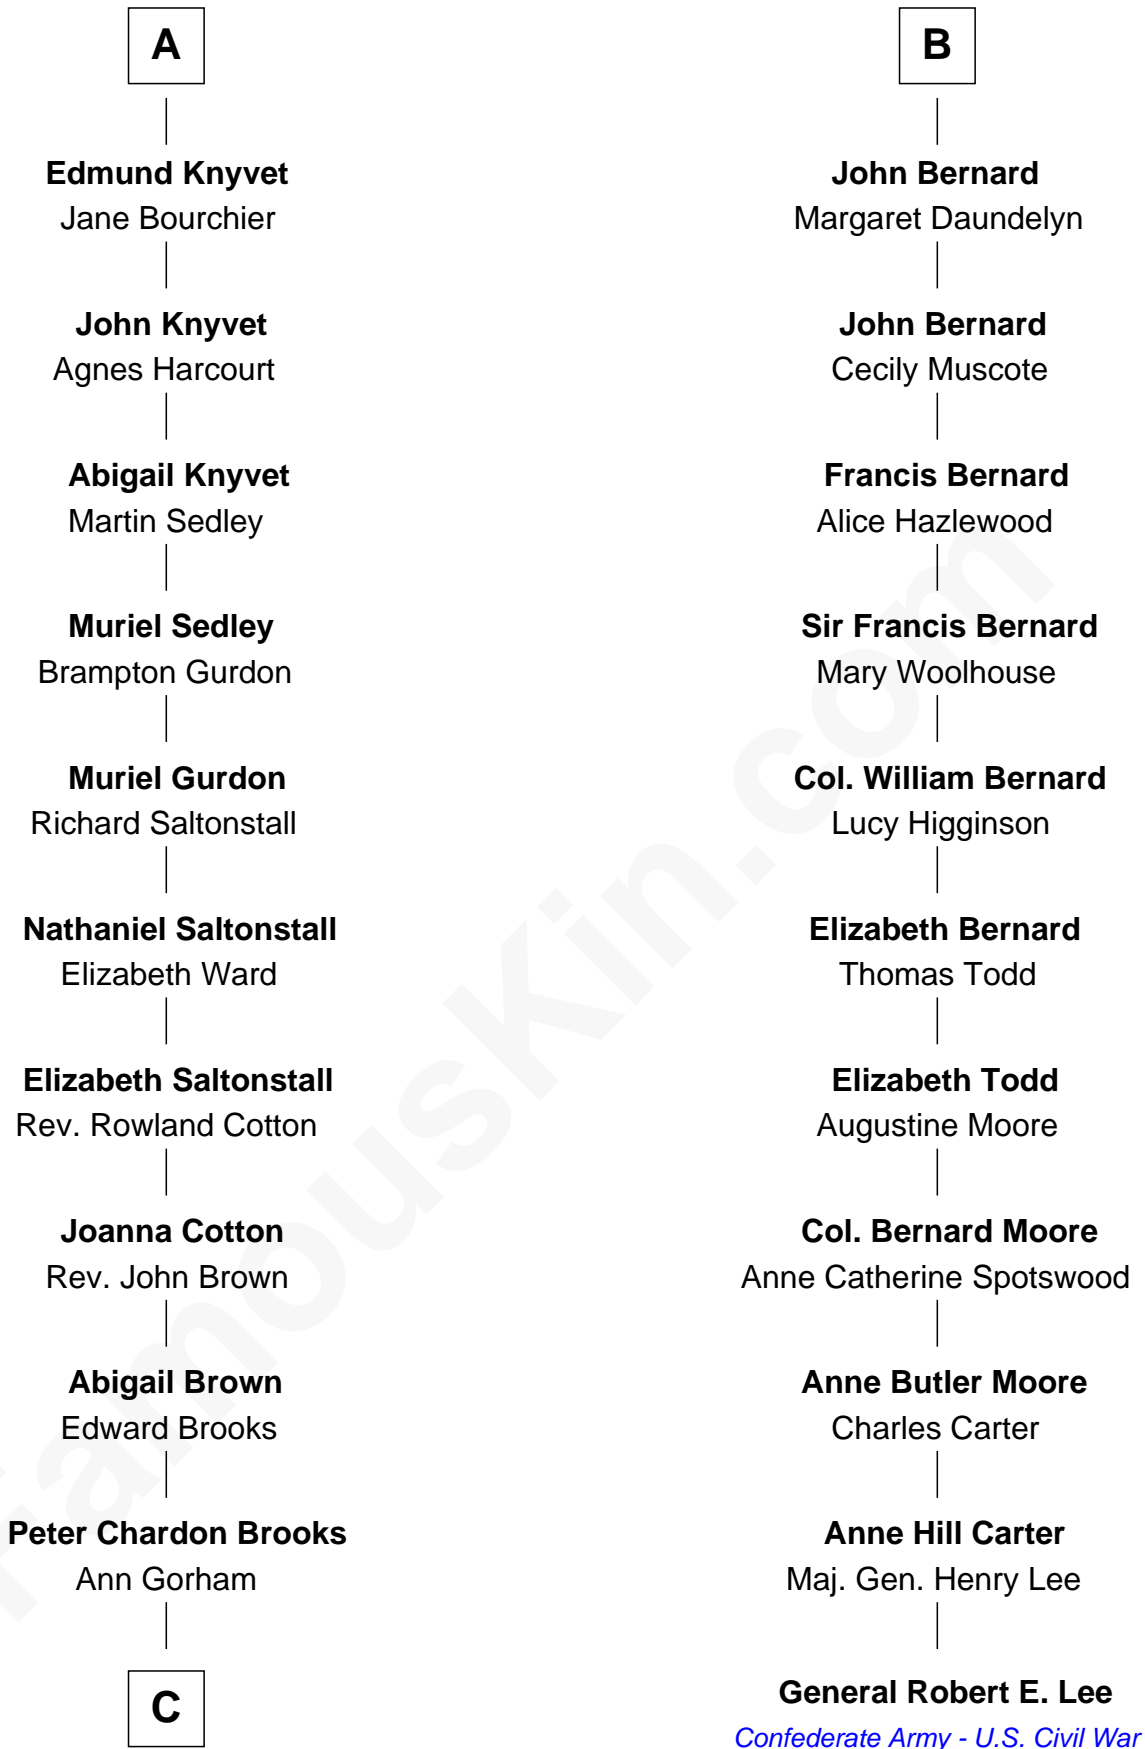 A
Edmund Knyvet
Jane Bourchier
John Knyvet
Agnes Harcourt
Abigail Knyvet
Martin Sedley
Muriel Sedley
Brampton Gurdon
Muriel Gurdon
Richard Saltonstall
Nathaniel Saltonstall
Elizabeth Ward
Elizabeth Saltonstall
Rev. Rowland Cotton
Joanna Cotton
Rev. John Brown
Abigail Brown
Edward Brooks
Peter Chardon Brooks
Ann Gorham
C
B
John Bernard
Margaret Daundelyn
John Bernard
Cecily Muscote
Francis Bernard
Alice Hazlewood
Sir Francis Bernard
Mary Woolhouse
Col. William Bernard
Lucy Higginson
Elizabeth Bernard
Thomas Todd
Elizabeth Todd
Augustine Moore
Col. Bernard Moore
Anne Catherine Spotswood
Anne Butler Moore
Charles Carter
Anne Hill Carter
Maj. Gen. Henry Lee
General Robert E. Lee
Confederate Army - U.S. Civil War
FamousKin.com